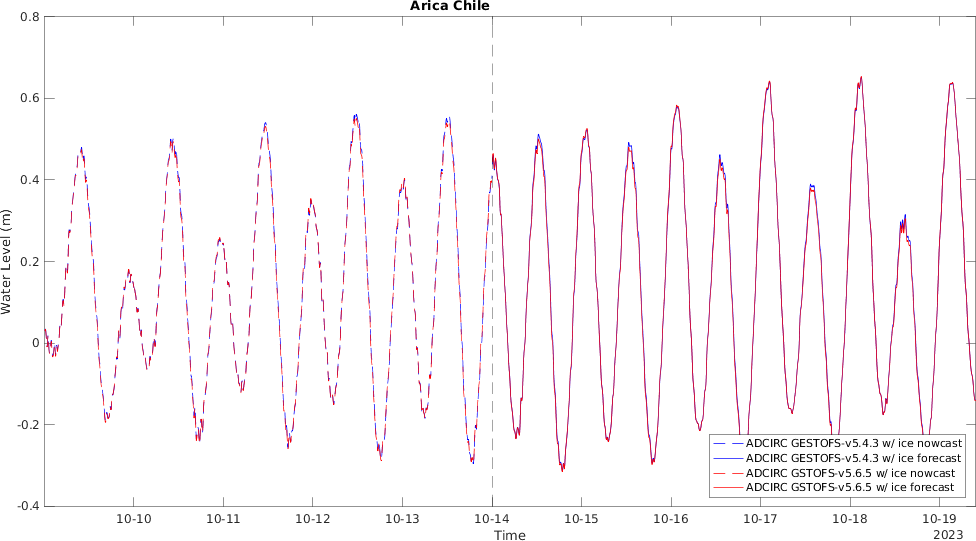 Arica Chile
Water Level (m)
0.8
0.6
0.4
0.2
0
-0.2
-0.4
10-10 10-11 10-12 10-13 10-14 10-15 10-16 10-17 10-18 10-19
Time
2023
ADCIRC GESTOFS-v5.4.3 w/ ice nowcast
ADCIRC GESTOFS-v5.4.3 w/ ice forecast
ADCIRC GSTOFS-v5.6.5 w/ ice nowcast
ADCIRC GSTOFS-v5.6.5 w/ ice forecast